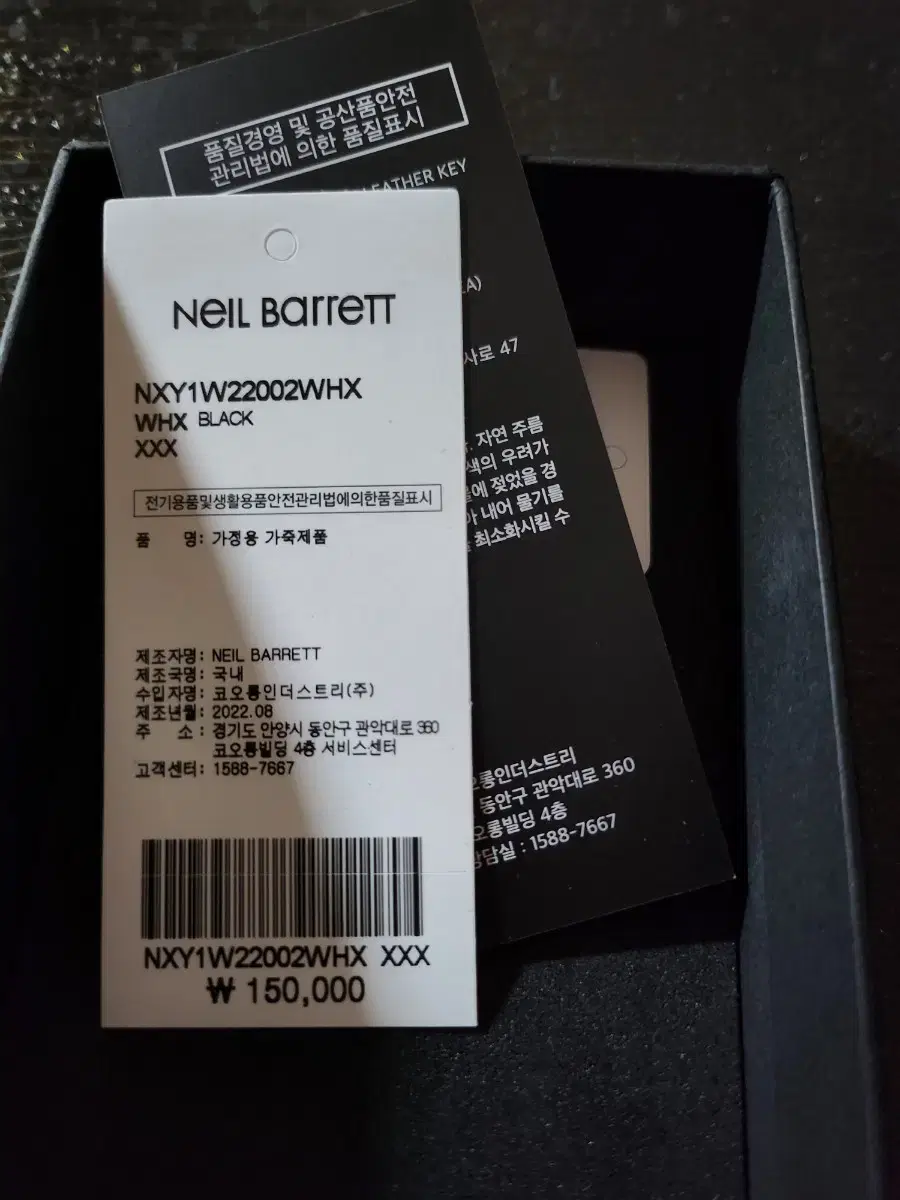 품질경영 및 공산품안전
관리법에 의한 품질표시
LEATHER KEY
사로 47
자연 주름
색의 우려가
젖었을 경
내어 물기를
최소화시킬 수
오롱인더스트리
동안구 관악대로 360
오롱빌딩 4층
담실 : 1588-7667
NEIL BARRETT
NXY1W22002WHX
WHX BLACK
XXX
전기용품및생활용품안전관리법에의한품질표시
품 명: 가정용 가죽제품
제조자명: NEIL BARRETT
제조국명: 국내
수입자명: 코오롱인더스트리(주)
제조년월: 2022.08
주 소: 경기도 안양시 동안구 관악대로 360
코오롱빌딩 4층 서비스센터
고객센터: 1588-7667
NXY1W22002WHX XXX
₩ 150,000